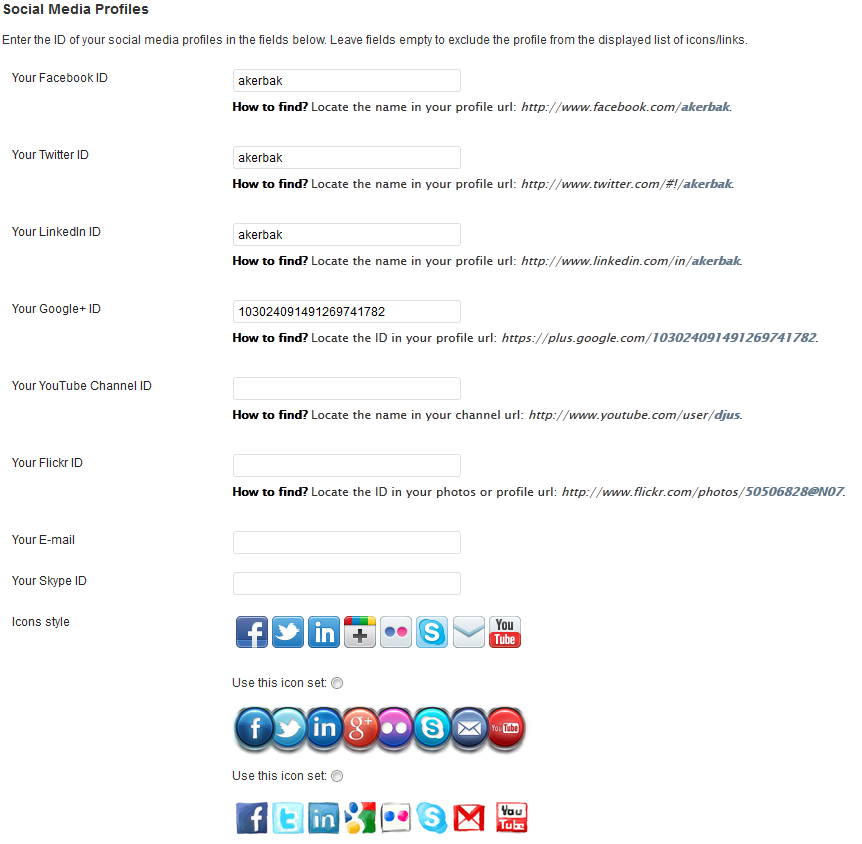 Social Media Profiles
Enter the ID of your social media profiles in the fields below. Leave fields empty to exclude the profile from the displayed list of icons/links.
Your Facebook ID
akerbak
How to find? Locate the name in your profile url: http://www.facebook.com/akerbak.
Your Twitter ID
akerbak
How to find? Locate the name in your profile url: http://www.twitter.com/#!/akerbak.
Your LinkedIn ID
akerbak
How to find? Locate the name in your profile url: http://www.linkedin.com/in/akerbak.
Your Google+ ID
103024091491269741782
How to find? Locate the ID in your profile url: https://plus.google.com/103024091491269741782.
Your YouTube Channel ID
How to find? Locate the name in your channel url: http://www.youtube.com/user/djus.
Your Flickr ID
How to find? Locate the ID in your photos or profile url: http://www.flickr.com/photos/50506828@N07.
Your E-mail
Your Skype ID
Icons style
f in + S You Tube
Use this icon set:
f in g+ S YouTube
Use this icon set:
f t in S M You Tube